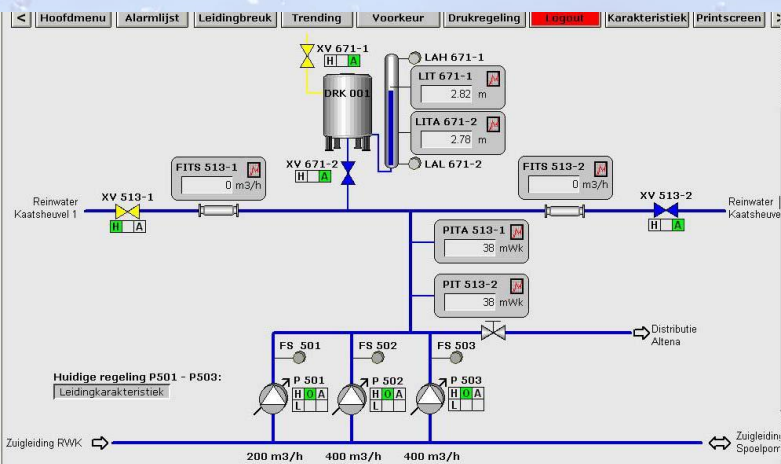 < Hoofdmenu Alarmlijst Leidingbreuk Trending Voorkeur Drukregeling Logout Karakteristiek Printscreen
XV 671-1
H A
LAH 671-1
LIT 671-1
2.82 m
DRK 001
LITA 671-2
2.78 m
XV 671-2
H A
LAL 671-2
FITS 513-1
0 m3/h
FITS 513-2
0 m3/h
Reinwater
Kaatsheuvel 1
XV 513-1
H A
XV 513-2
H A
Reinwater
Kaatsheuve
PITA 513-1
38 mWk
PIT 513-2
38 mWk
Distributie
Altena
FS 501
FS 502
FS 503
Huidige regeling P501 - P503:
Leidingkarakteristiek
P 501
H O A
L
P 502
H O A
L
P 503
H O A
L
Zuigleiding RWK
Zuigleiding
Spoelpom
200 m3/h 400 m3/h 400 m3/h